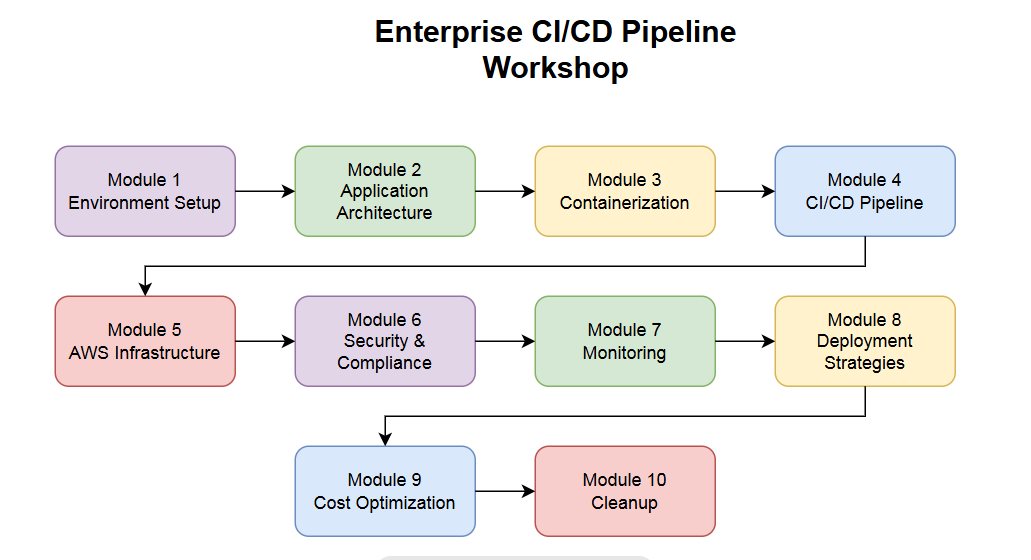 Enterprise CI/CD Pipeline
Workshop
Module 1
Environment Setup
Module 2
Application
Architecture
Module 3
Containerization
Module 4
CI/CD Pipeline
Module 5
AWS Infrastructure
Module 6
Security &
Compliance
Module 7
Monitoring
Module 8
Deployment
Strategies
Module 9
Cost Optimization
Module 10
Cleanup